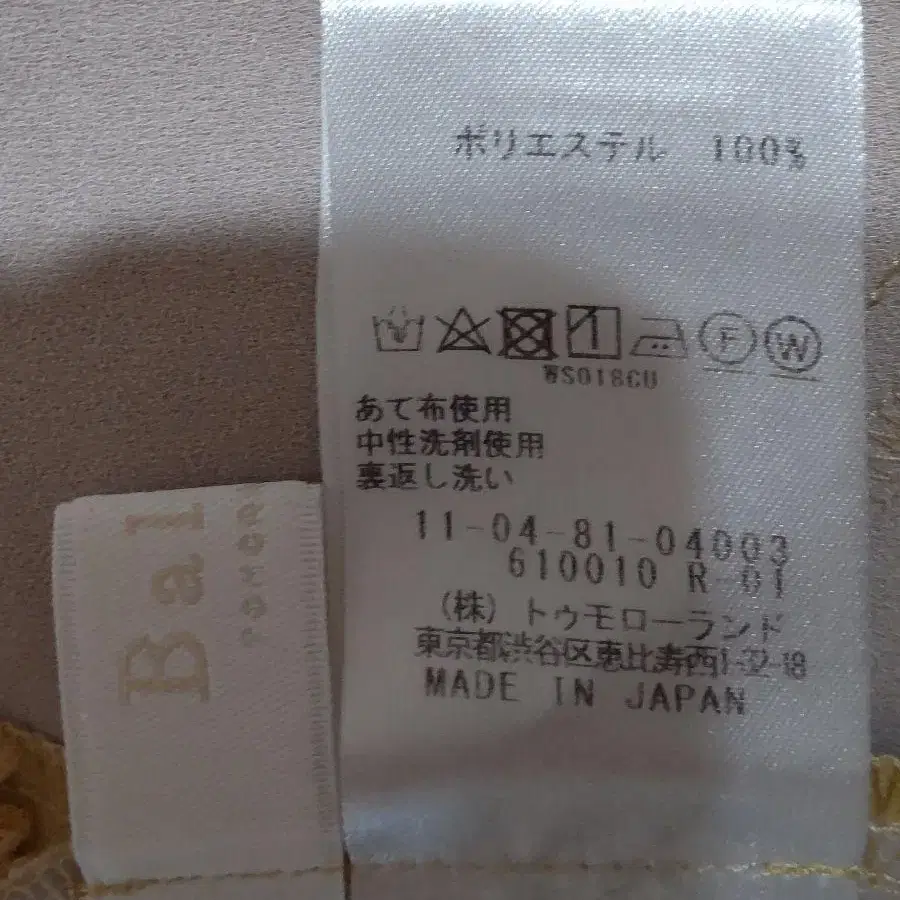 ポリエステル 100%
F W
WS018CU
あて布使用
中性洗剤使用
裏返し洗い
11-04-81-04003
610010 R-01
(株)トゥモローランド
東京都渋谷区恵比寿西1-32-18
MADE IN JAPAN
Bal